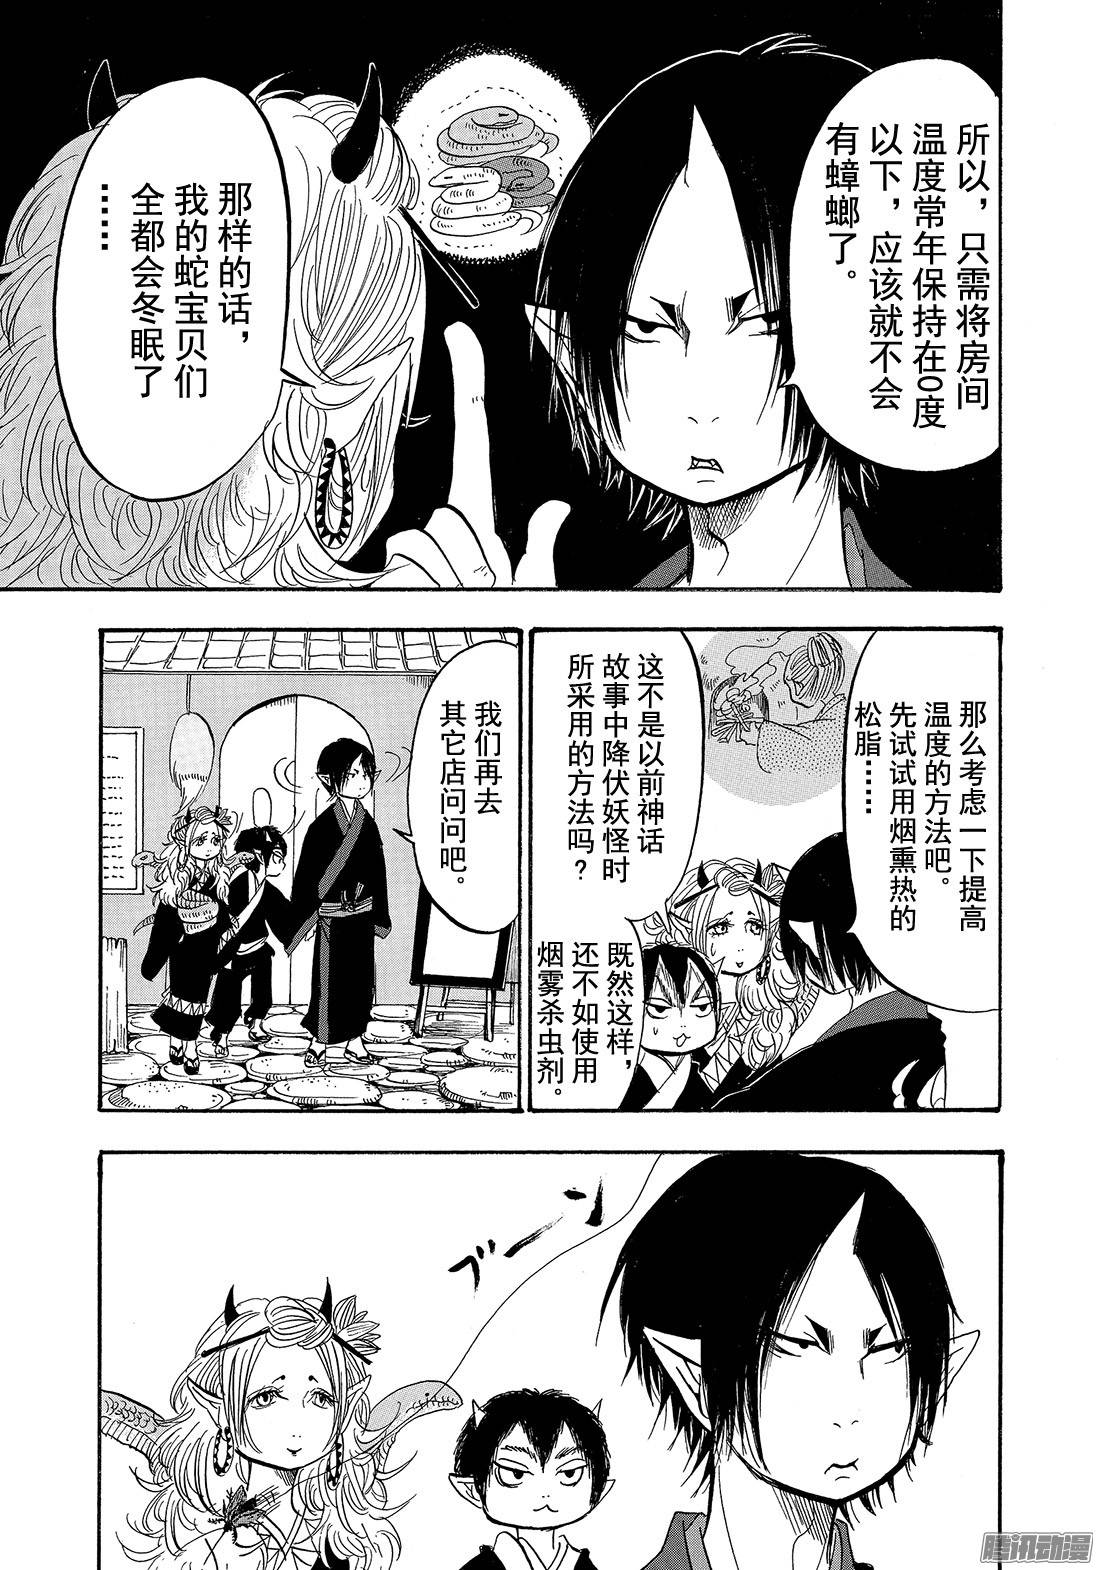 所以，只需将房间
温度常年保持在0度
以下，应该就不会
有蟑螂了。
那样的话，
我的蛇宝贝们
全都会冬眠了
……
那么考虑一下提高
温度的方法吧。
先试试用烟熏热的
松脂……
这不是以前神话
故事中降伏妖怪时
所采用的方法吗？
既然这样，
还不如使用
烟雾杀虫剂。
我们再去
其它店问问吧。
ブーン
腾讯动漫